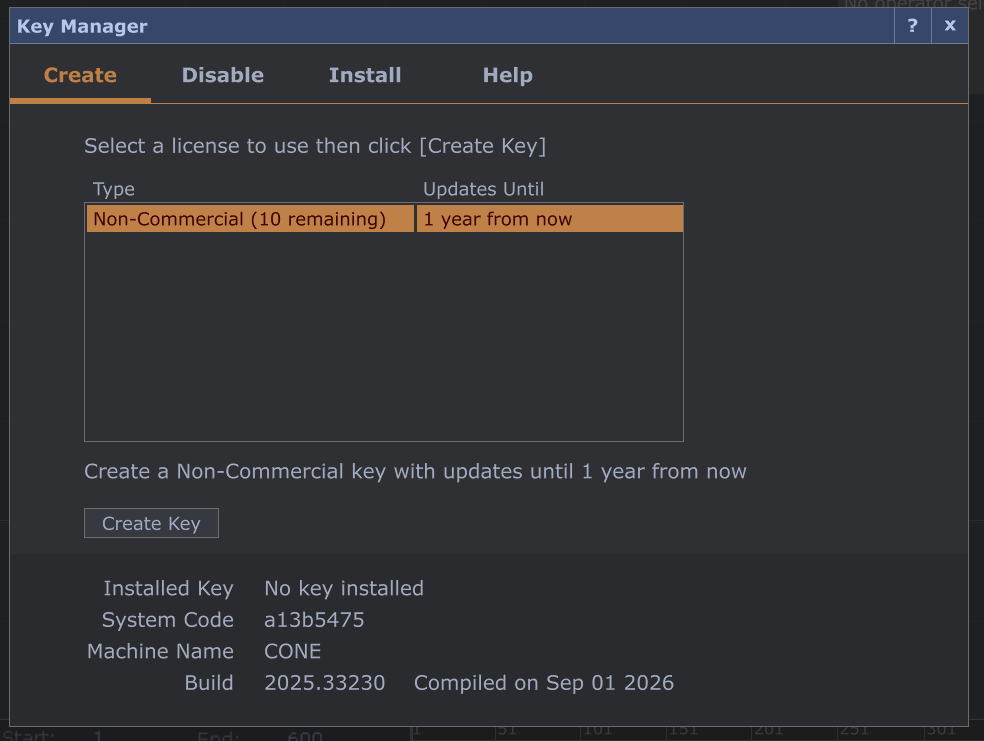 No operator sel
Key Manager ? x
Create Disable Install Help
Select a license to use then click [Create Key]
Type Updates Until
Non-Commercial (10 remaining) 1 year from now
Create a Non-Commercial key with updates until 1 year from now
Create Key
Installed Key No key installed
System Code a13b5475
Machine Name CONE
Build 2025.33230 Compiled on Sep 01 2026
Start: 1 End: 600 1 51 101 151 201 251 301